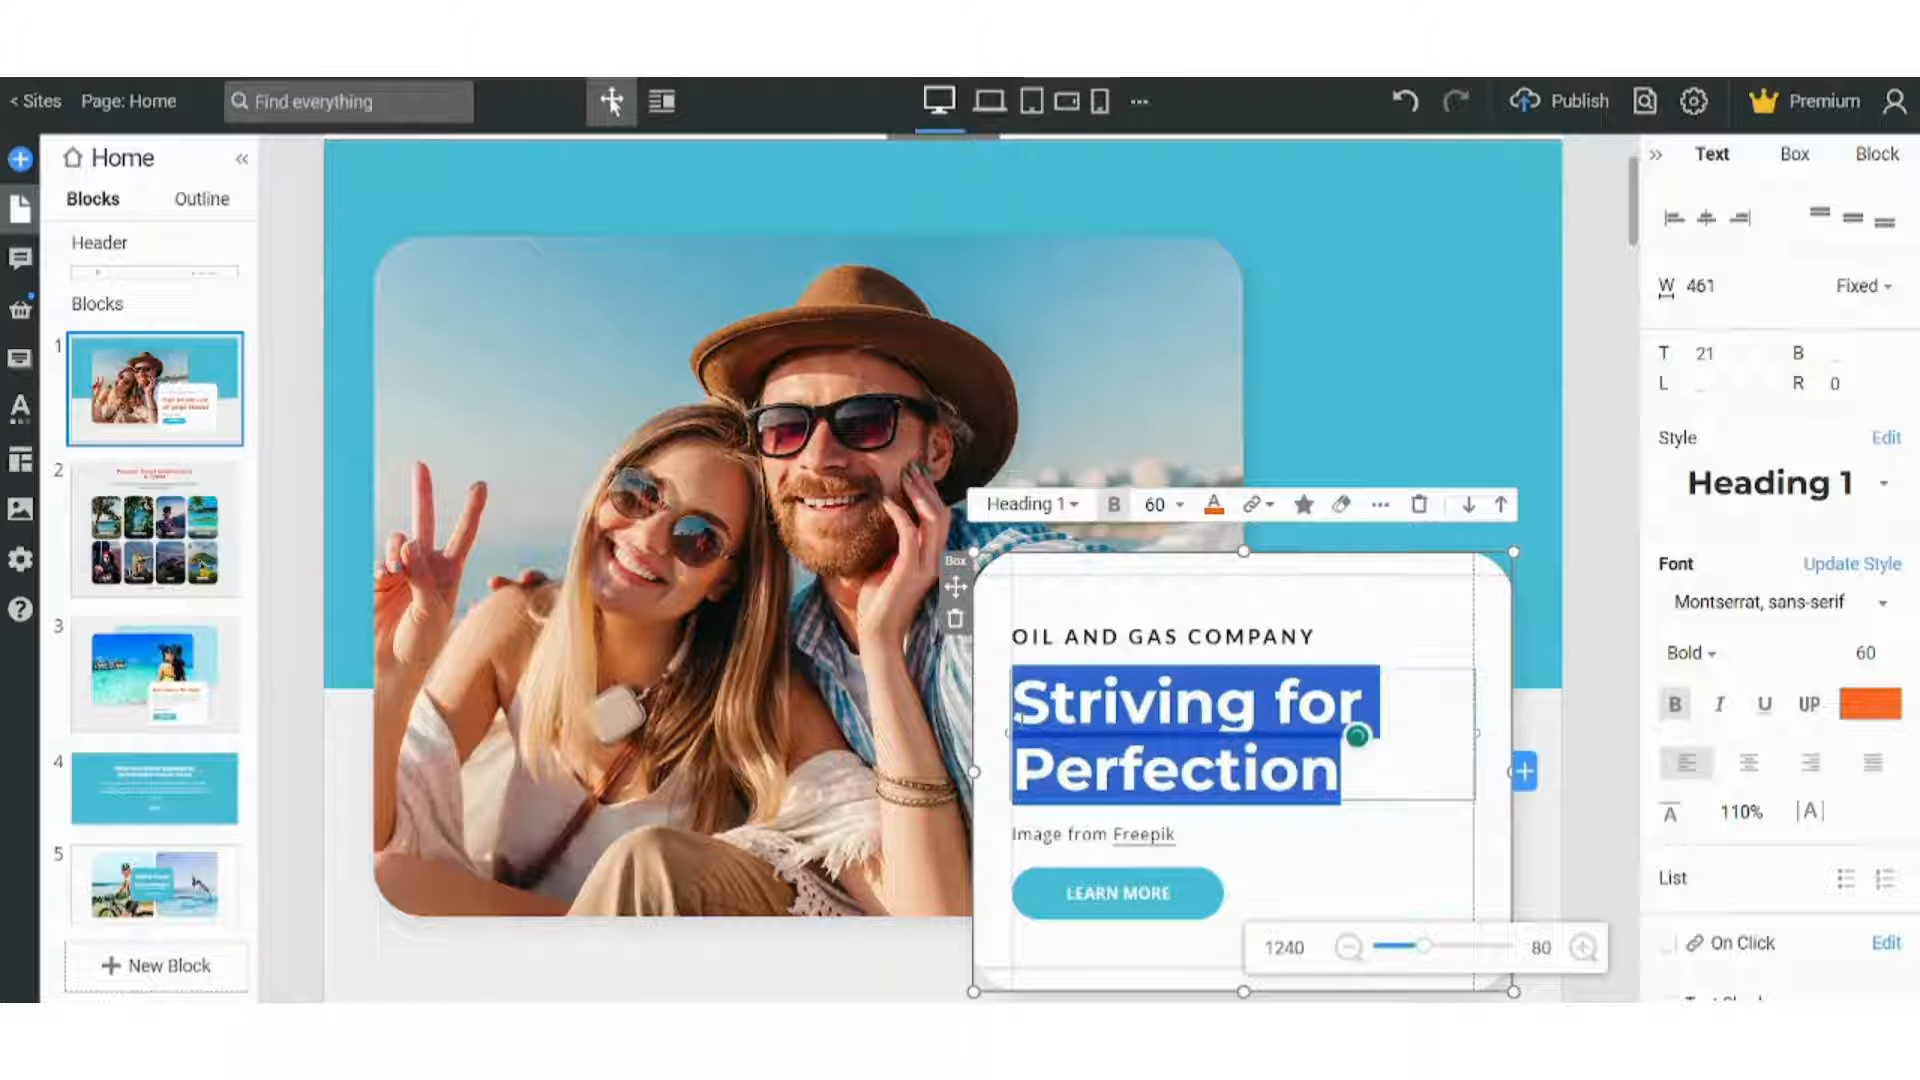 < Sites Page: Home Find everything Publish Premium
Home
Blocks Outline
Header
Blocks
1
2
3
4
5
New Block
Heading 1 B 60 A
Box
OIL AND GAS COMPANY
Striving for
Perfection
Image from Freepik
LEARN MORE
1240 80
Text Box Block
W 461 Fixed
T 21 B
L R 0
Style Edit
Heading 1
Font Update Style
Montserrat, sans-serif
Bold 60
B I U UP
A 110% |A|
List
On Click Edit